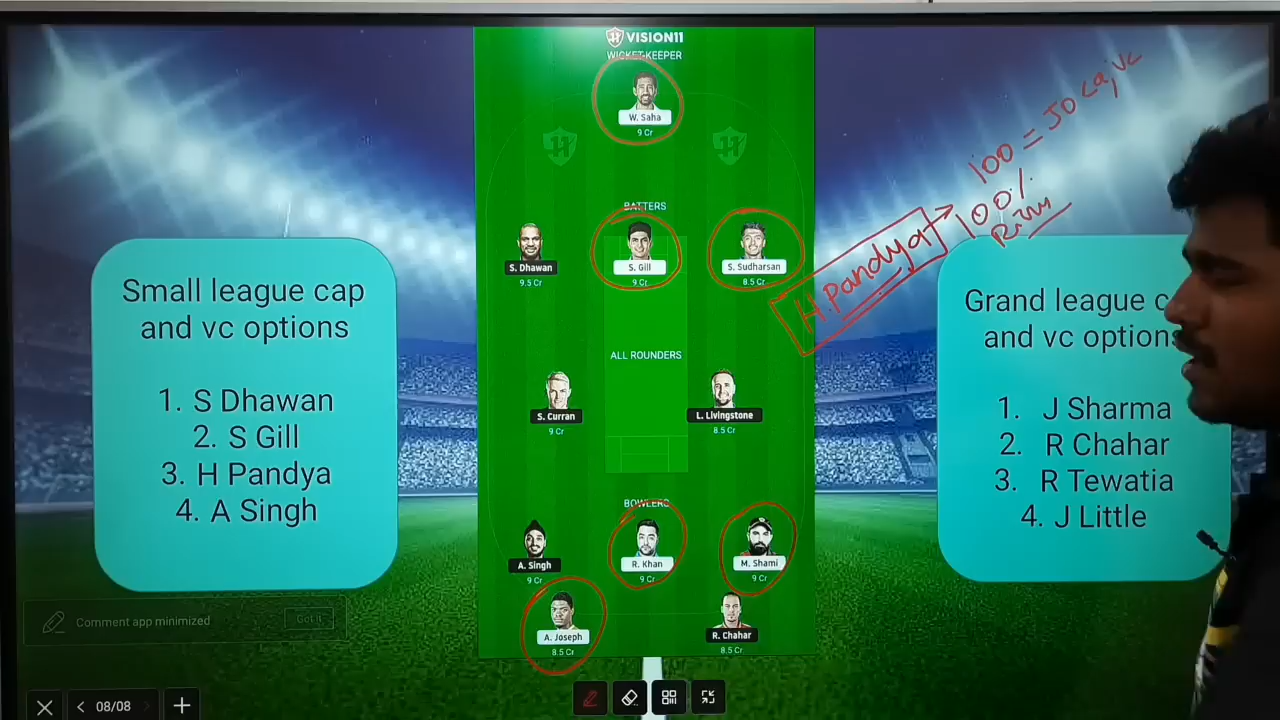 VISION11
WICKET-KEEPER
W. Saha
9 Cr
BATTERS
S. Dhawan
9.5 Cr
S. Gill
9 Cr
S. Sudharsan
8.5 Cr
ALL ROUNDERS
S. Curran
9 Cr
L. Livingstone
8.5 Cr
BOWLERS
A. Singh
9 Cr
R. Khan
9 Cr
M. Shami
9 Cr
A. Joseph
8.5 Cr
R. Chahar
8.5 Cr
Small league cap
and vc options
1. S Dhawan
2. S Gill
3. H Pandya
4. A Singh
H. Pandya
100 =
100%
Grand league c
and vc options
1. J Sharma
2. R Chahar
3. R Tewatia
4. J Little
Comment app minimized
Got it
08/08